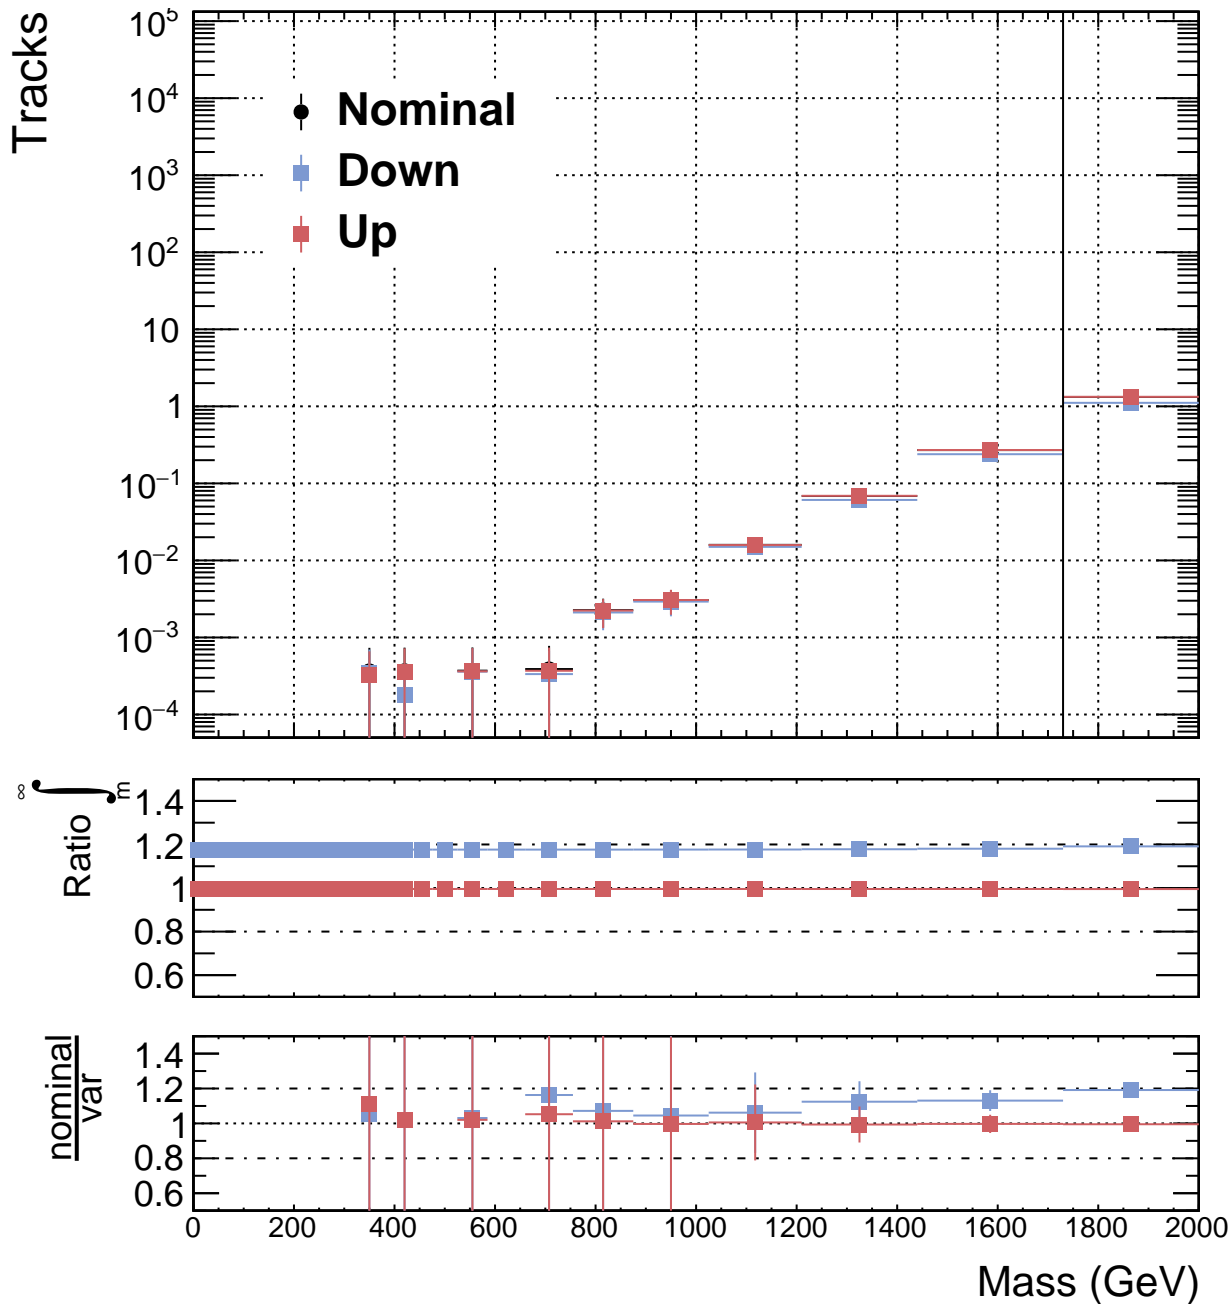 Tracks
10⁵
10⁴
10³
10²
10
1
10⁻¹
10⁻²
10⁻³
10⁻⁴
Nominal
Down
Up
Ratio ∫
∞
m
1.4
1.2
1
0.8
0.6
nominal
var
1.4
1.2
1
0.8
0.6
0 200 400 600 800 1000 1200 1400 1600 1800 2000
Mass (GeV)